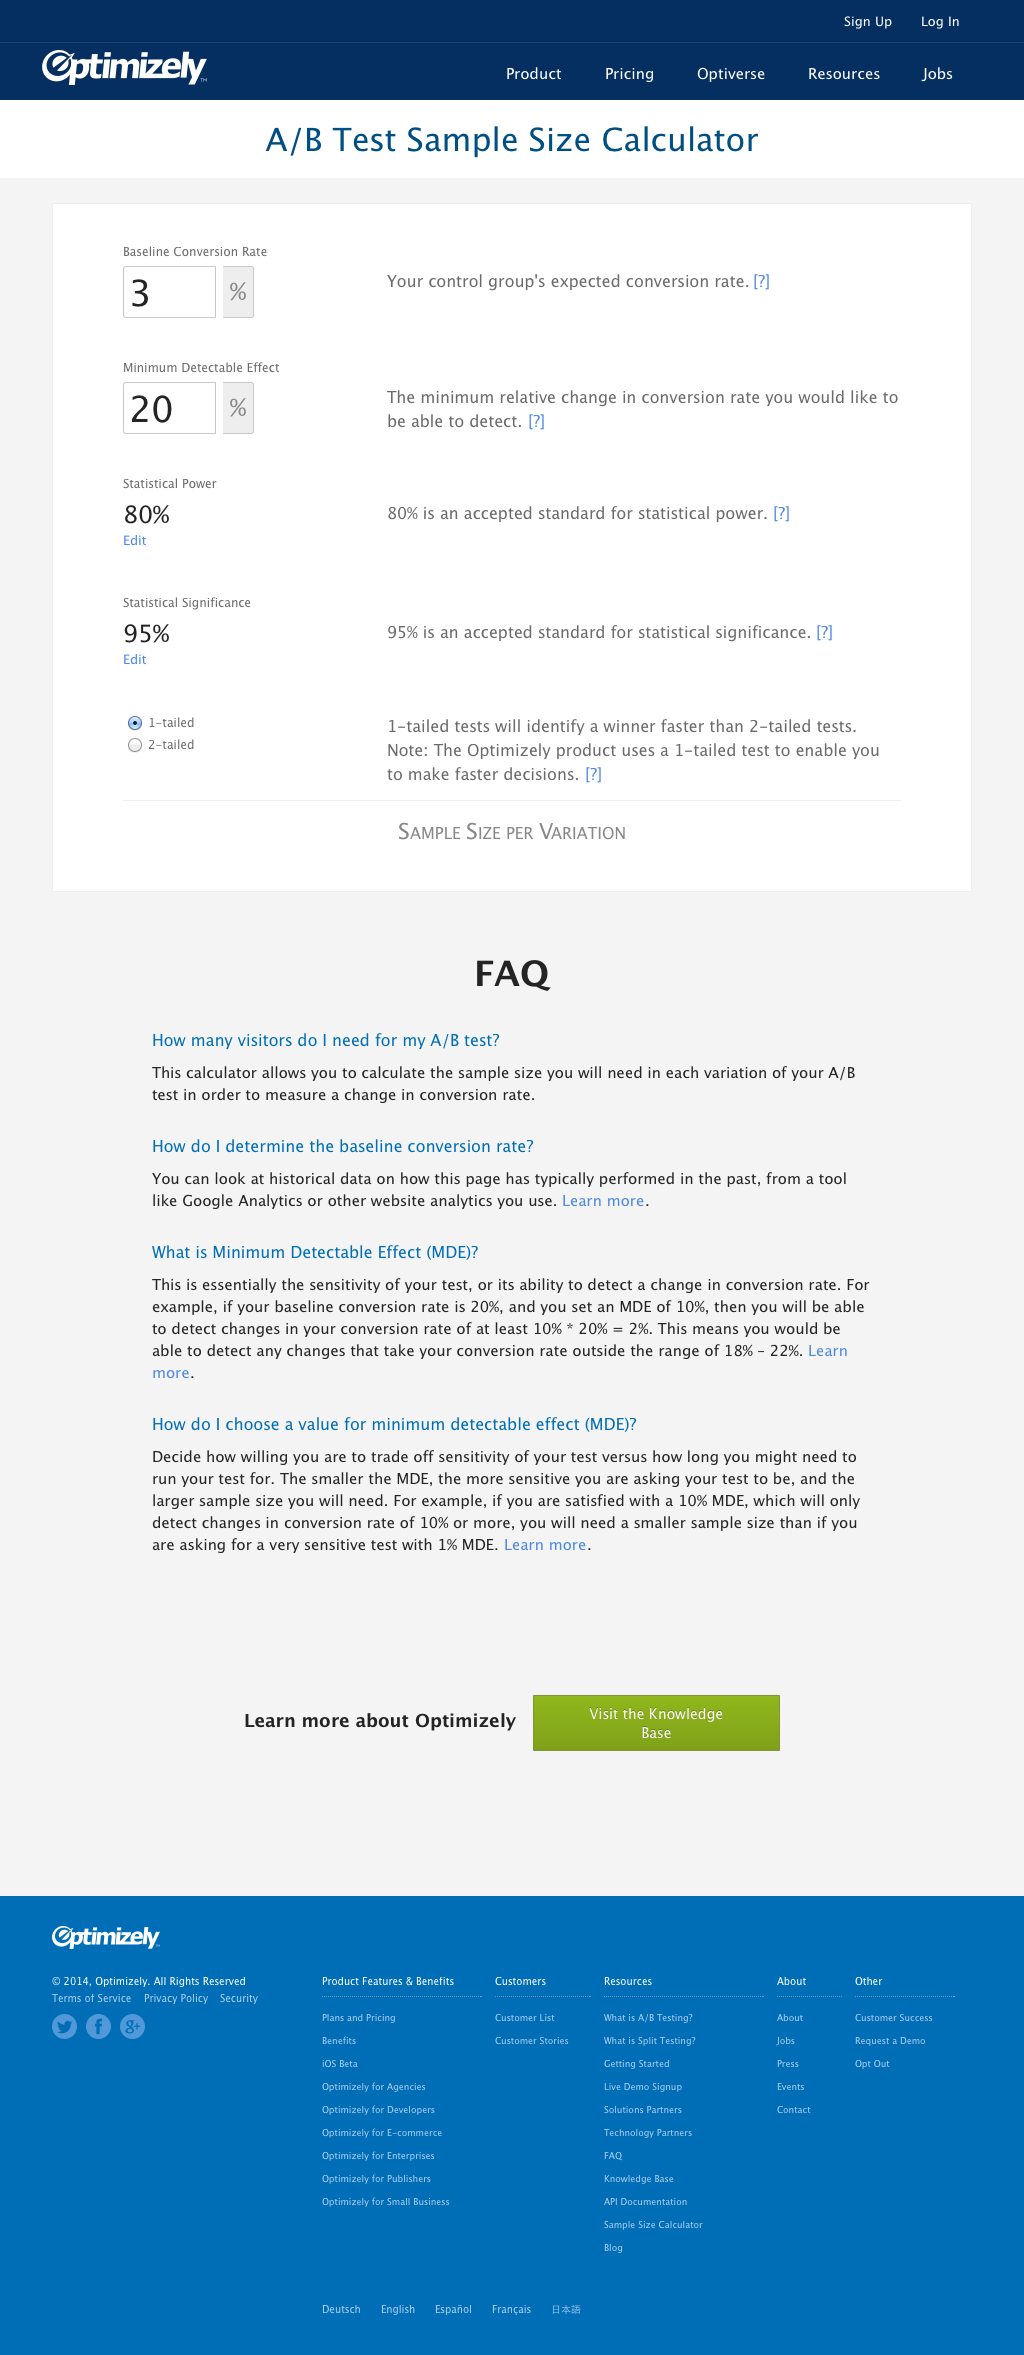 Sign Up Log In
Optimizely™
Product Pricing Optiverse Resources Jobs
A/B Test Sample Size Calculator
Baseline Conversion Rate
3 %
Your control group's expected conversion rate. [?]
Minimum Detectable Effect
20 %
The minimum relative change in conversion rate you would like to
be able to detect. [?]
Statistical Power
80%
Edit
80% is an accepted standard for statistical power. [?]
Statistical Significance
95%
Edit
95% is an accepted standard for statistical significance. [?]
1-tailed
2-tailed
1-tailed tests will identify a winner faster than 2-tailed tests.
Note: The Optimizely product uses a 1-tailed test to enable you
to make faster decisions. [?]
Sample Size per Variation
FAQ
How many visitors do I need for my A/B test?
This calculator allows you to calculate the sample size you will need in each variation of your A/B
test in order to measure a change in conversion rate.
How do I determine the baseline conversion rate?
You can look at historical data on how this page has typically performed in the past, from a tool
like Google Analytics or other website analytics you use. Learn more.
What is Minimum Detectable Effect (MDE)?
This is essentially the sensitivity of your test, or its ability to detect a change in conversion rate. For
example, if your baseline conversion rate is 20%, and you set an MDE of 10%, then you will be able
to detect changes in your conversion rate of at least 10% * 20% = 2%. This means you would be
able to detect any changes that take your conversion rate outside the range of 18% – 22%. Learn
more.
How do I choose a value for minimum detectable effect (MDE)?
Decide how willing you are to trade off sensitivity of your test versus how long you might need to
run your test for. The smaller the MDE, the more sensitive you are asking your test to be, and the
larger sample size you will need. For example, if you are satisfied with a 10% MDE, which will only
detect changes in conversion rate of 10% or more, you will need a smaller sample size than if you
are asking for a very sensitive test with 1% MDE. Learn more.
Learn more about Optimizely
Visit the Knowledge
Base
Optimizely
© 2014, Optimizely. All Rights Reserved
Terms of Service Privacy Policy Security
Product Features & Benefits
Plans and Pricing
Benefits
iOS Beta
Optimizely for Agencies
Optimizely for Developers
Optimizely for E-commerce
Optimizely for Enterprises
Optimizely for Publishers
Optimizely for Small Business
Customers
Customer List
Customer Stories
Resources
What is A/B Testing?
What is Split Testing?
Getting Started
Live Demo Signup
Solutions Partners
Technology Partners
FAQ
Knowledge Base
API Documentation
Sample Size Calculator
Blog
About
About
Jobs
Press
Events
Contact
Other
Customer Success
Request a Demo
Opt Out
Deutsch English Español Français 日本語